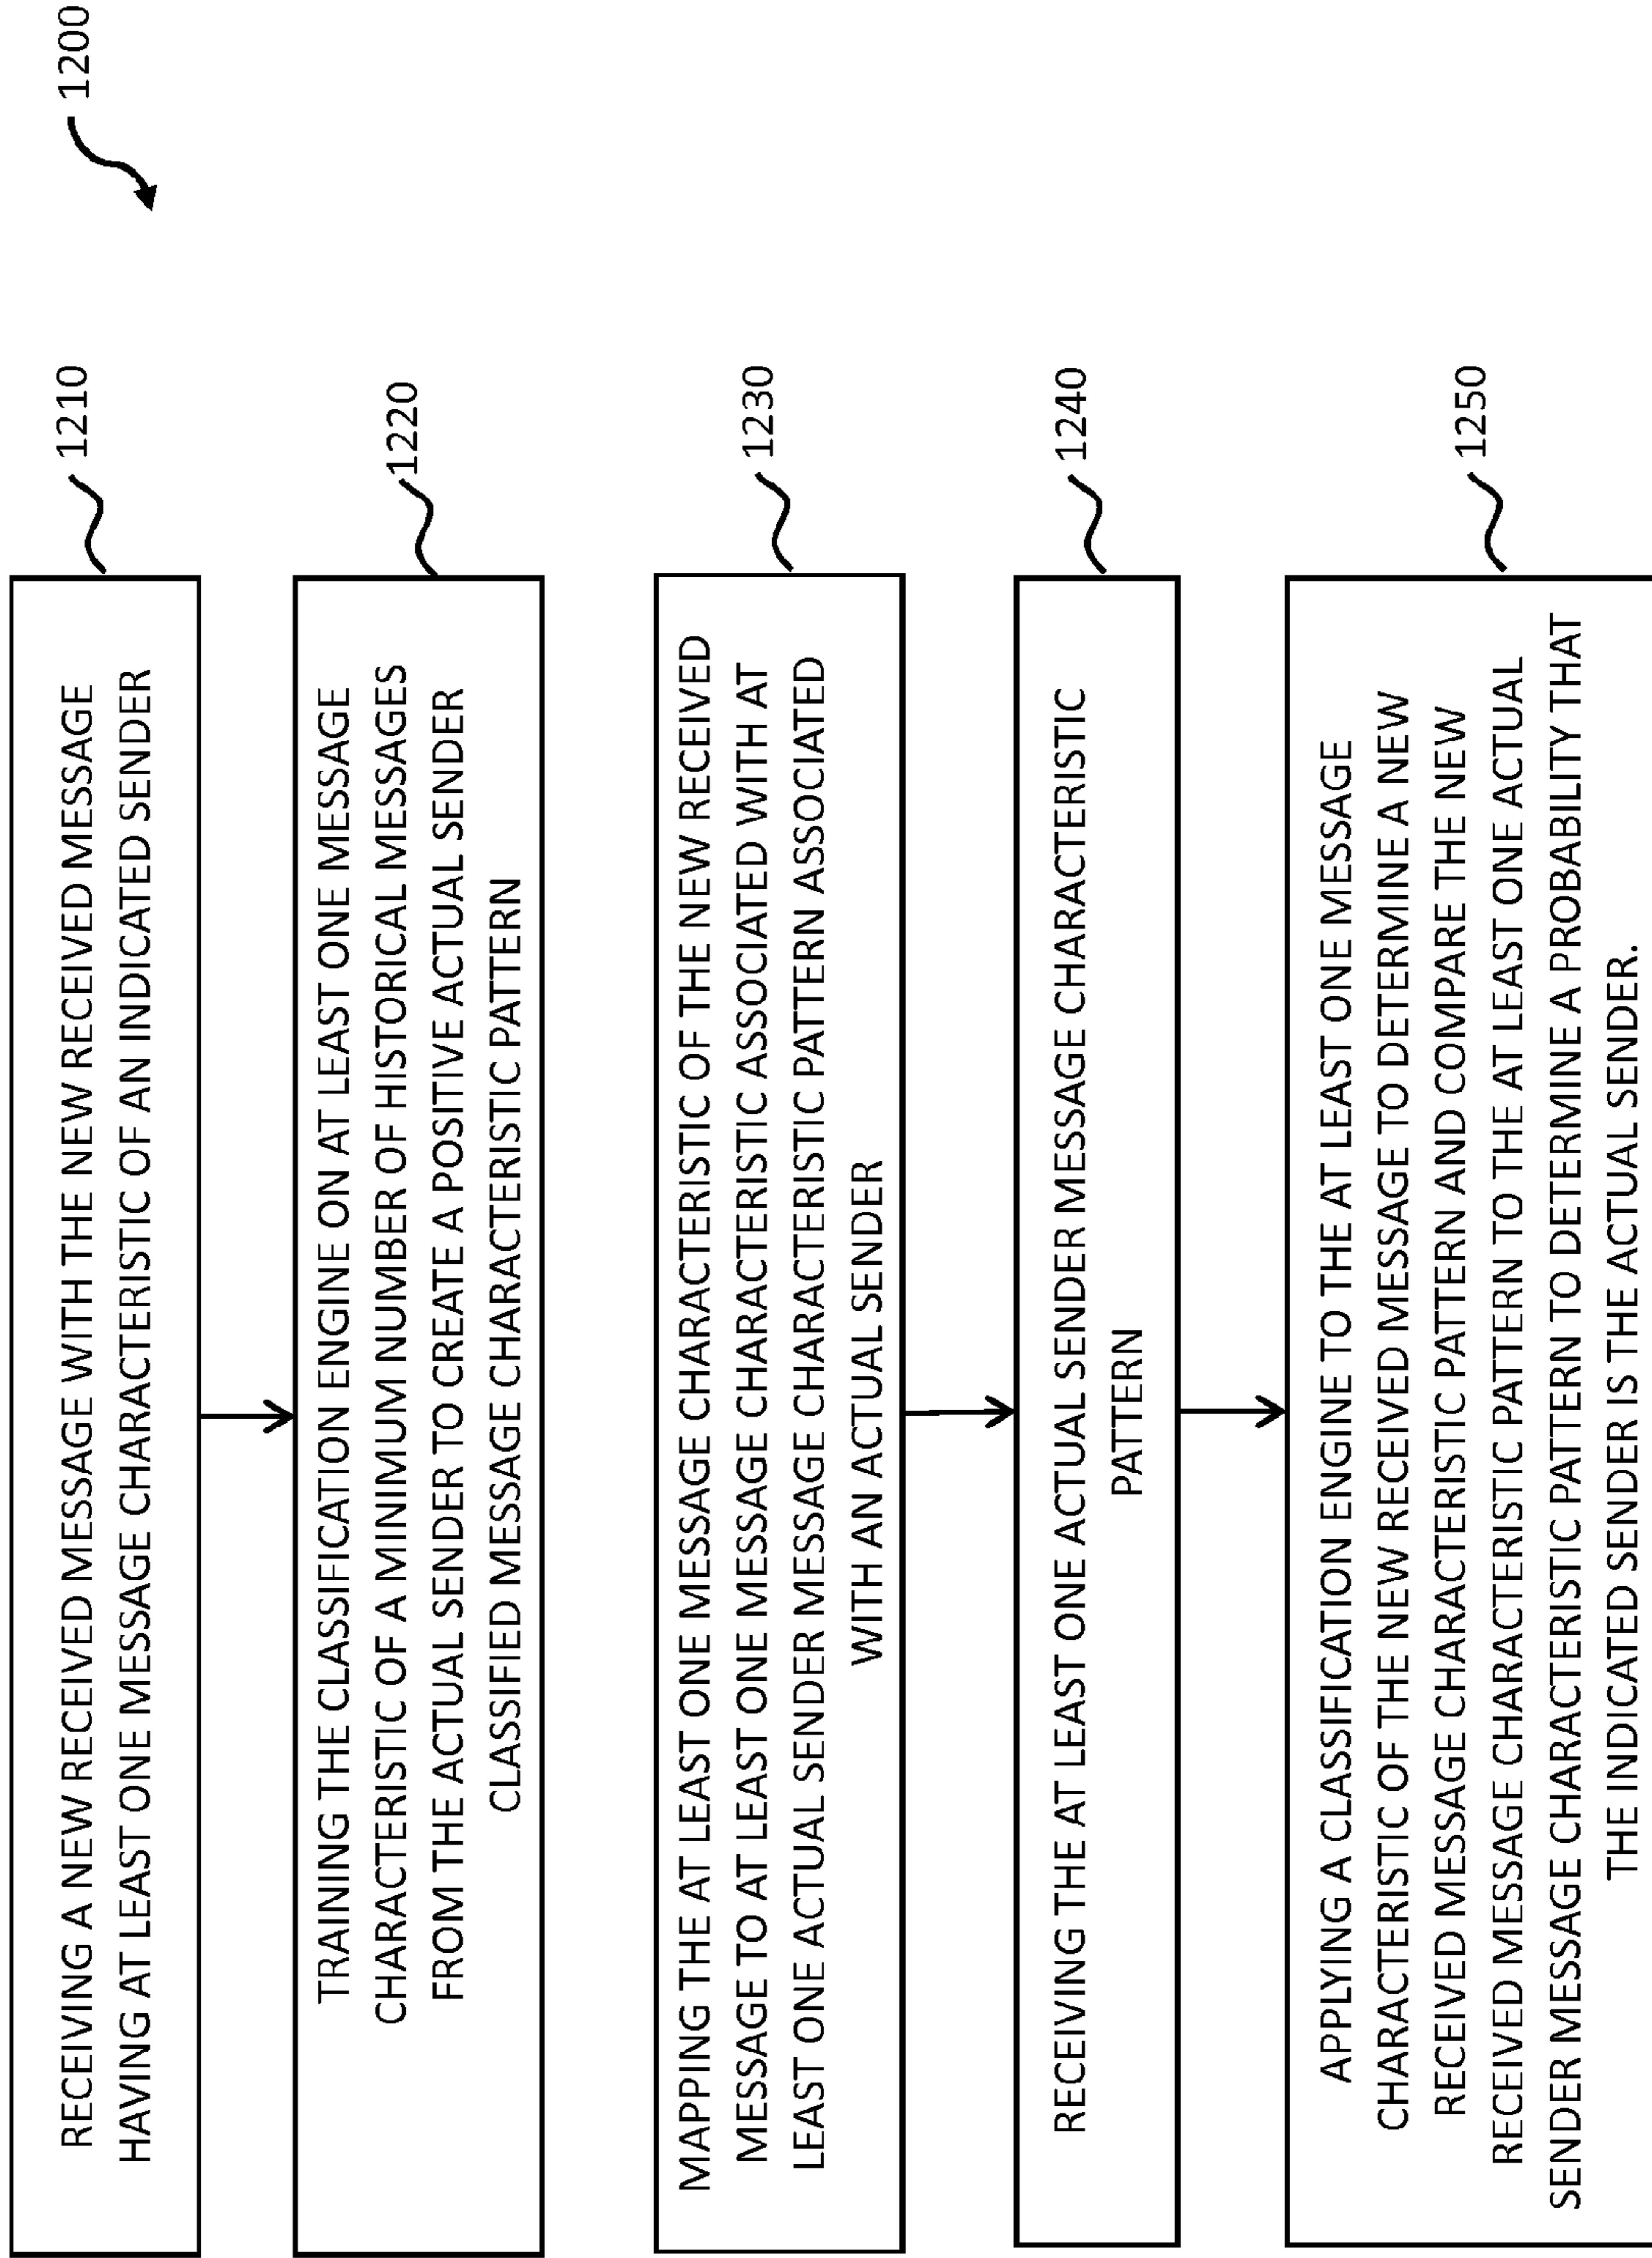 1200
RECEIVING A NEW RECEIVED MESSAGE WITH THE NEW RECEIVED MESSAGE
HAVING AT LEAST ONE MESSAGE CHARACTERISTIC OF AN INDICATED SENDER
1210
TRAINING THE CLASSIFICATION ENGINE ON AT LEAST ONE MESSAGE
CHARACTERISTIC OF A MINIMUM NUMBER OF HISTORICAL MESSAGES
FROM THE ACTUAL SENDER TO CREATE A POSITIVE ACTUAL SENDER
CLASSIFIED MESSAGE CHARACTERISTIC PATTERN
1220
MAPPING THE AT LEAST ONE MESSAGE CHARACTERISTIC OF THE NEW RECEIVED
MESSAGE TO AT LEAST ONE MESSAGE CHARACTERISTIC ASSOCIATED WITH AT
LEAST ONE ACTUAL SENDER MESSAGE CHARACTERISTIC PATTERN ASSOCIATED
WITH AN ACTUAL SENDER
1230
RECEIVING THE AT LEAST ONE ACTUAL SENDER MESSAGE CHARACTERISTIC
PATTERN
1240
APPLYING A CLASSIFICATION ENGINE TO THE AT LEAST ONE MESSAGE
CHARACTERISTIC OF THE NEW RECEIVED MESSAGE TO DETERMINE A NEW
RECEIVED MESSAGE CHARACTERISTIC PATTERN AND COMPARE THE NEW
RECEIVED MESSAGE CHARACTERISTIC PATTERN TO THE AT LEAST ONE ACTUAL
SENDER MESSAGE CHARACTERISTIC PATTERN TO DETERMINE A PROBABILITY THAT
THE INDICATED SENDER IS THE ACTUAL SENDER.
1250